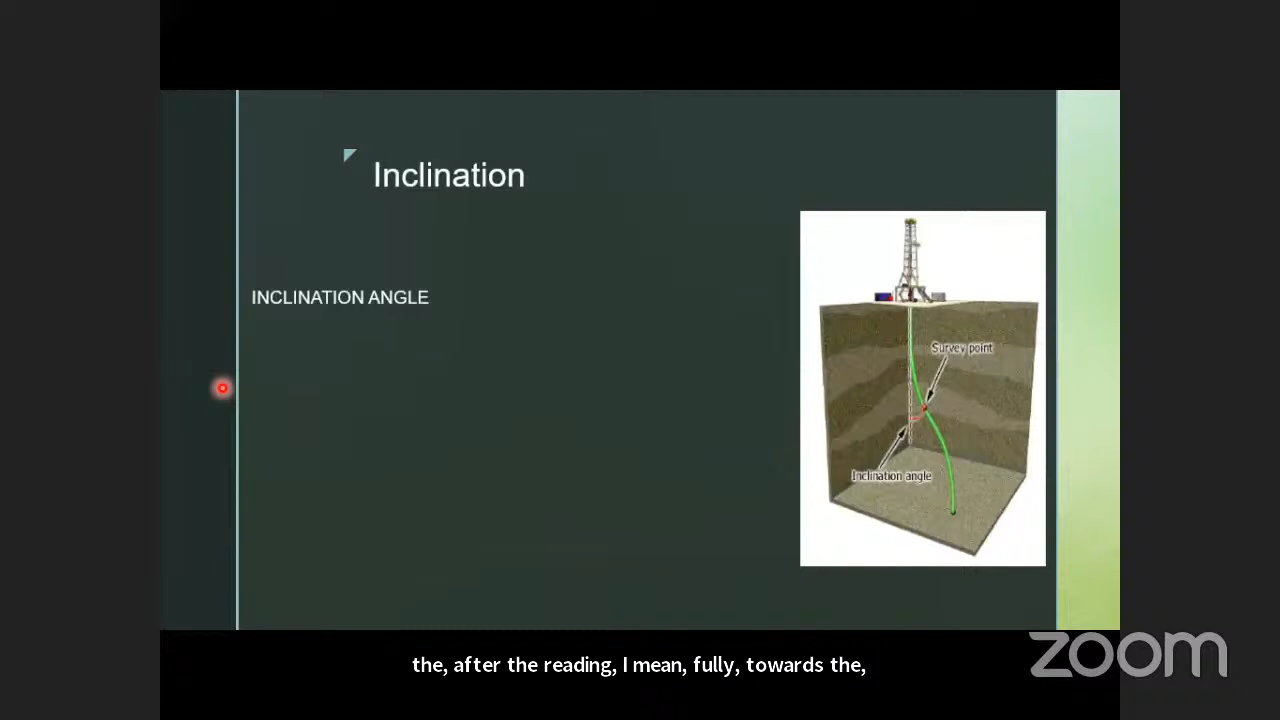 Inclination
INCLINATION ANGLE
Survey point
Inclination angle
the, after the reading, I mean, fully, towards the,
zoom